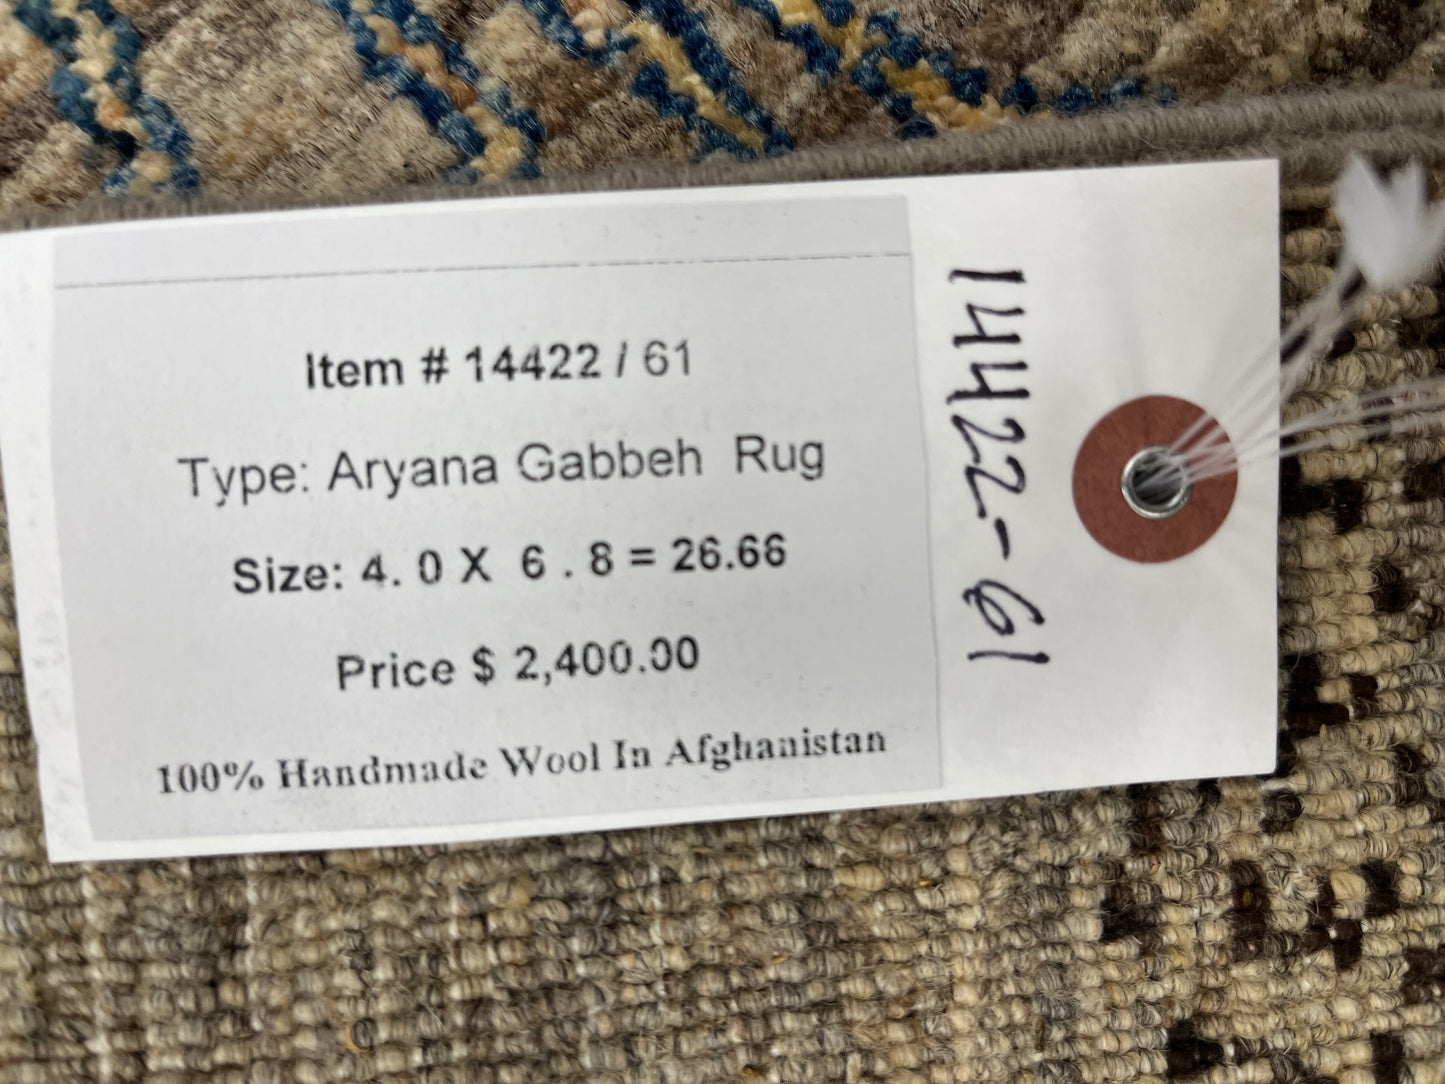 Item # 14422 / 61
Type: Aryana Gabbeh Rug
Size: 4. 0 X 6 . 8 = 26.66
Price $ 2,400.00
100% Handmade Wool In Afghanistan
14422-61